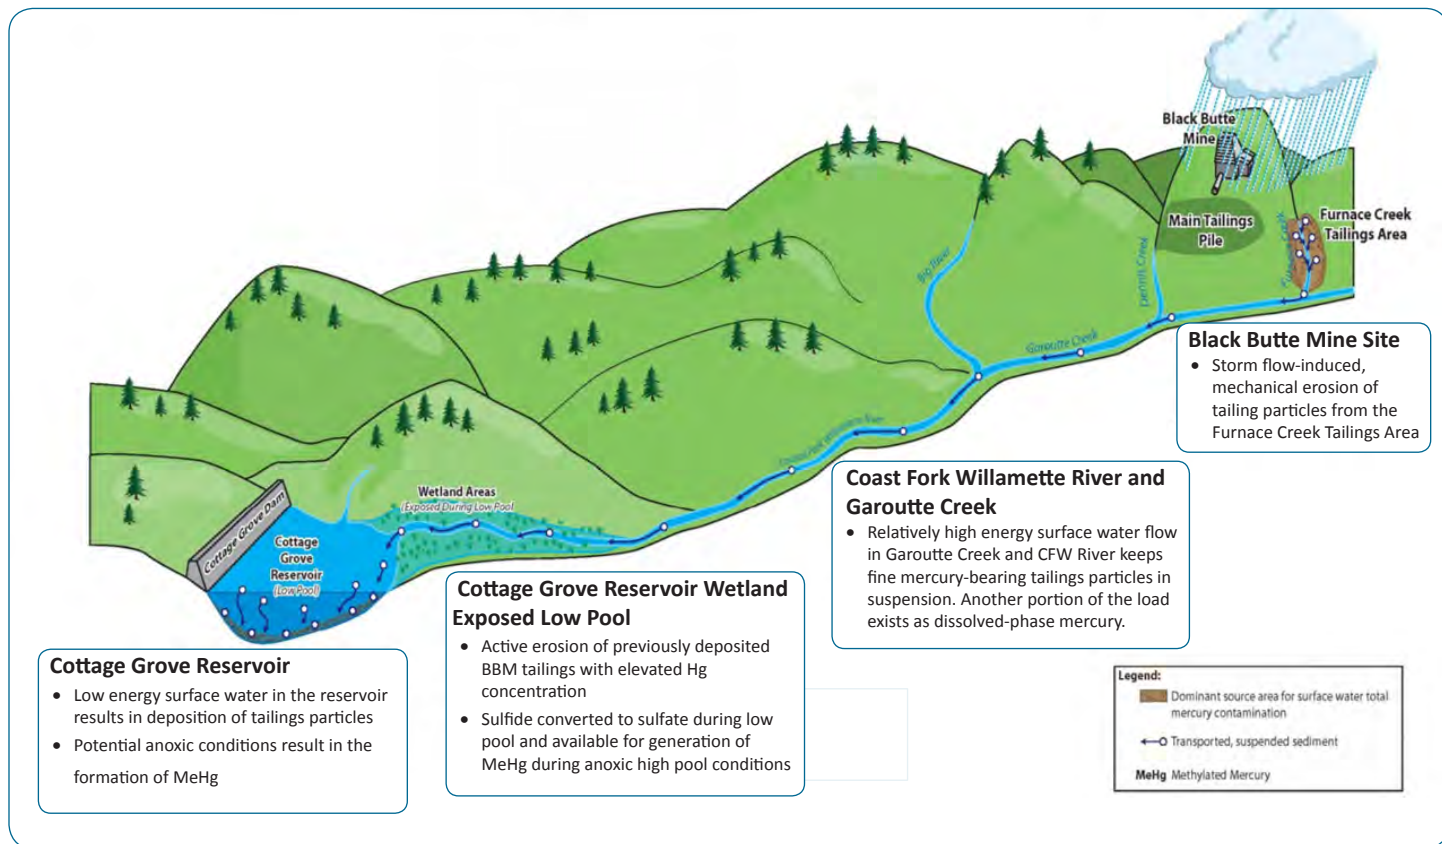 Black Butte
Mine
Main Tailings
Pile
Furnace Creek
Tailings Area
Furnace Creek
Big River
Dennis Creek
Garoutte Creek
Black Butte Mine Site
• Storm flow-induced,
mechanical erosion of
tailing particles from the
Furnace Creek Tailings Area
Coast Fork Willamette River
Coast Fork Willamette River and
Garoutte Creek
• Relatively high energy surface water flow
in Garoutte Creek and CFW River keeps
fine mercury-bearing tailings particles in
suspension. Another portion of the load
exists as dissolved-phase mercury.
Wetland Areas
(Exposed During Low Pool
Cottage Grove Dam
Cottage
Grove
Reservoir
(Low Pool)
Cottage Grove Reservoir Wetland
Exposed Low Pool
• Active erosion of previously deposited
BBM tailings with elevated Hg
concentration
• Sulfide converted to sulfate during low
pool and available for generation of
MeHg during anoxic high pool conditions
Cottage Grove Reservoir
• Low energy surface water in the reservoir
results in deposition of tailings particles
• Potential anoxic conditions result in the
formation of MeHg
Legend:
Dominant source area for surface water total
mercury contamination
Transported, suspended sediment
MeHg Methylated Mercury